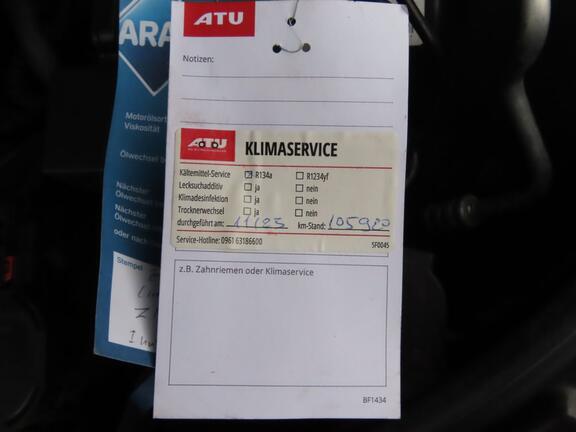 ATU
ARA
Notizen:
Motorölsort
Viskosität
Ölwechsel
Nächster
Ölwechsel
Nächster
Ölwechsel
oder nach
Stempel
ATU KLIMASERVICE
Kältemittel-Service R134a R1234yf
Lecksuchadditiv ja nein
Klimadesinfektion ja nein
Trocknerwechsel ja nein
durchgeführt am: 11/23 km-Stand: 105920
Service-Hotline: 0961 63186600 SF0045
z.B. Zahnriemen oder Klimaservice
BF1434